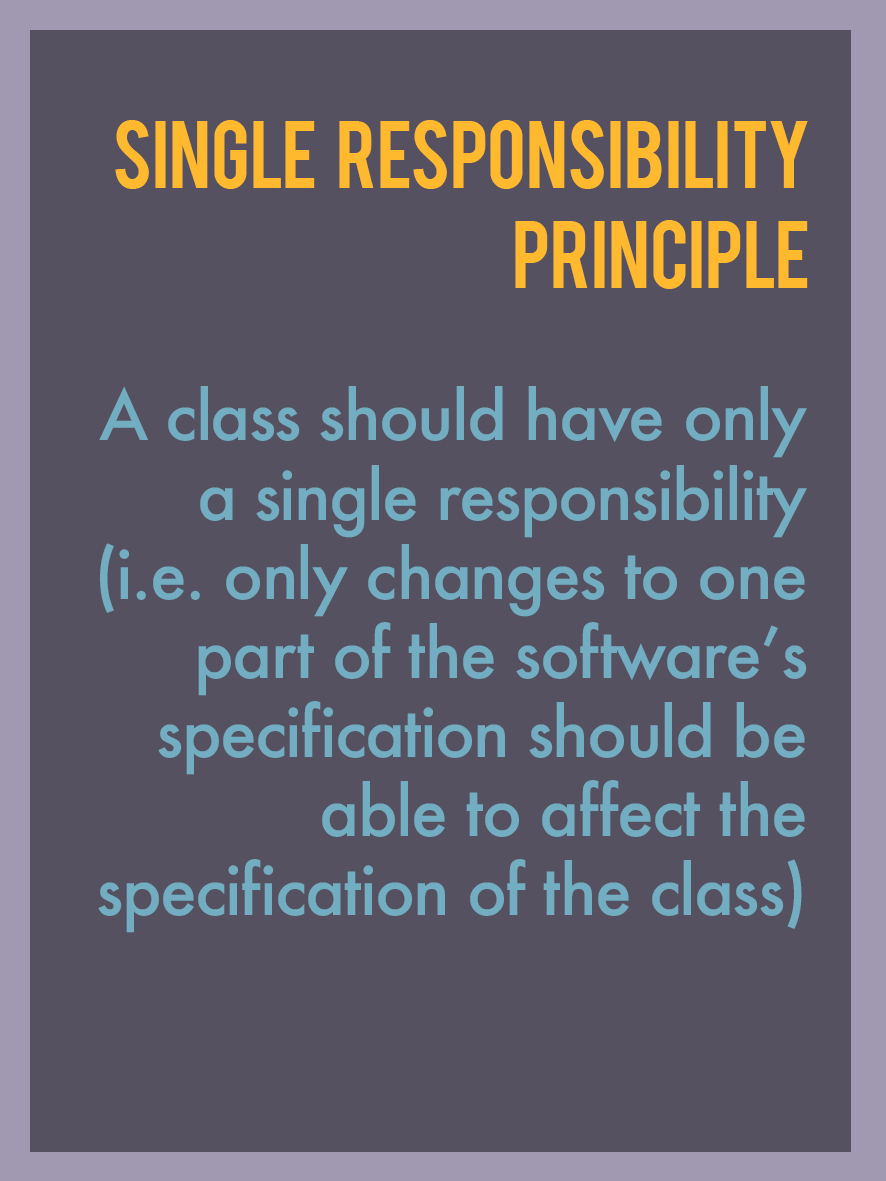 SINGLE RESPONSIBILITY
PRINCIPLE
A class should have only
a single responsibility
(i.e. only changes to one
part of the software’s
specification should be
able to affect the
specification of the class)